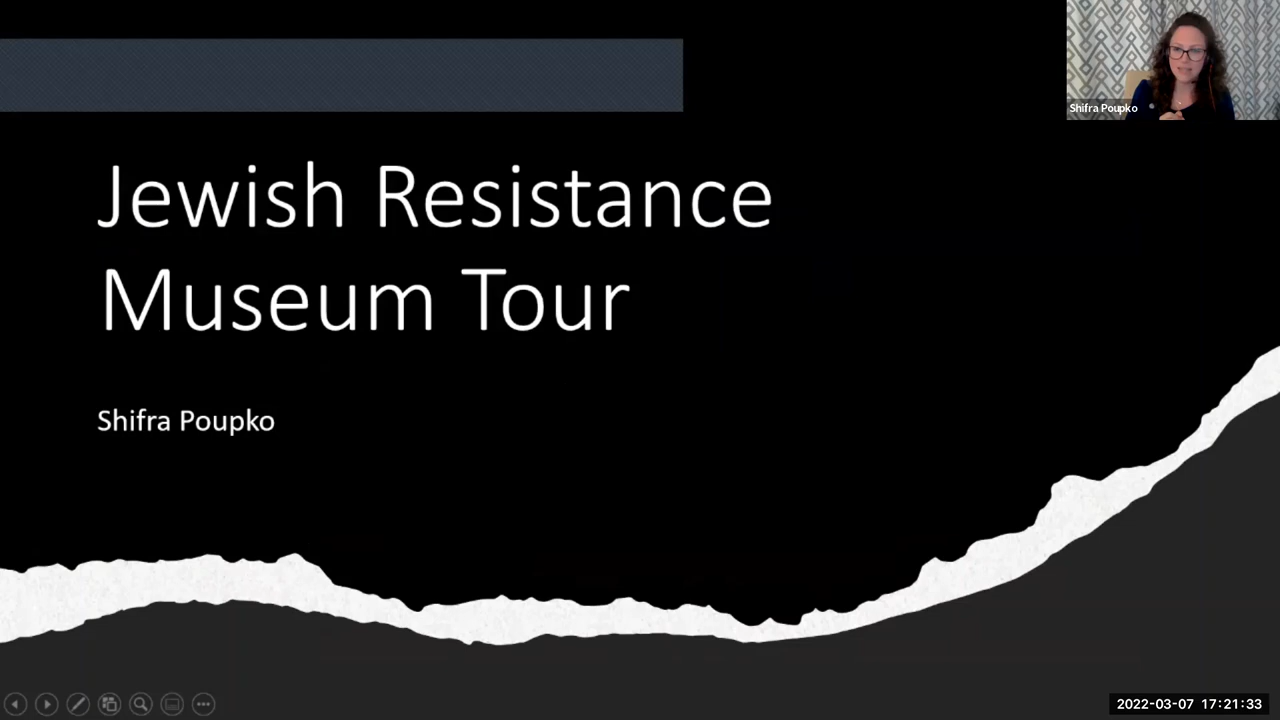 Shifra Poupko
Jewish Resistance
Museum Tour
Shifra Poupko
2022-03-07 17:21:33